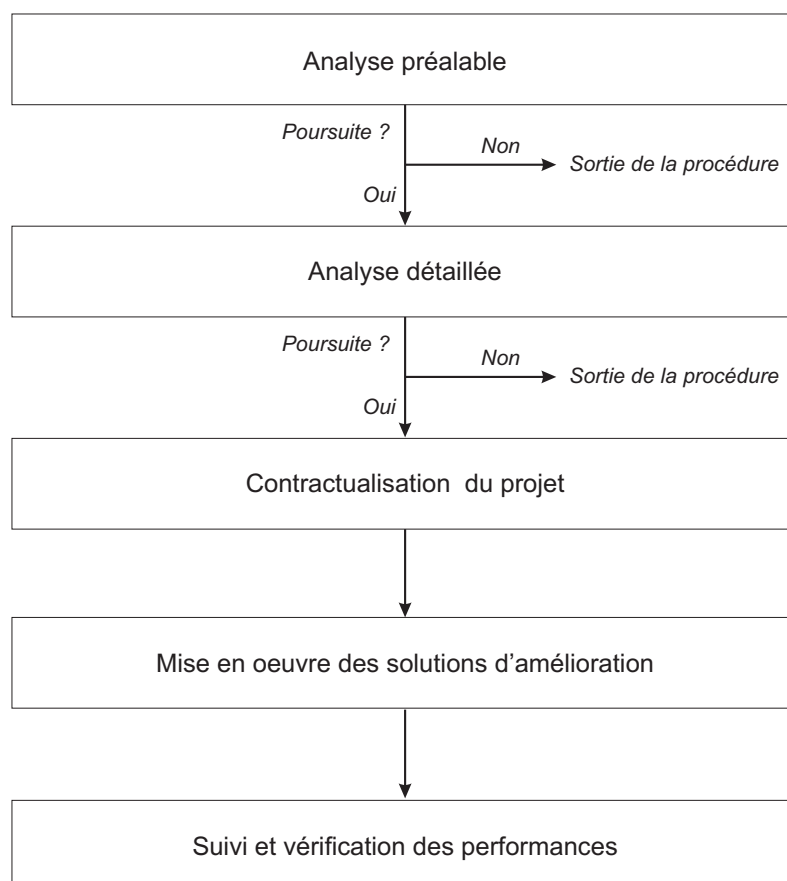 Analyse préalable
Poursuite ?
Non
Sortie de la procédure
Oui
Analyse détaillée
Poursuite ?
Non
Sortie de la procédure
Oui
Contractualisation du projet
Mise en oeuvre des solutions d'amélioration
Suivi et vérification des performances